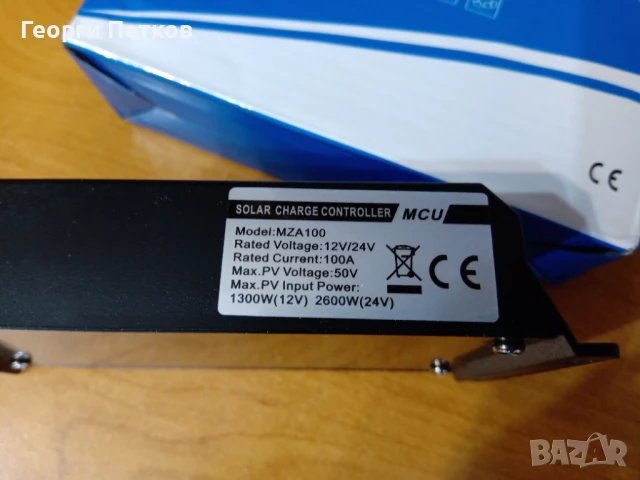 Георги Петков
SOLAR CHARGE CONTROLLER MCU
Model:MZA100
Rated Voltage:12V/24V
Rated Current:100A
Max.PV Voltage:50V
Max.PV Input Power:
1300W(12V) 2600W(24V)
CE
CE
BAZAR